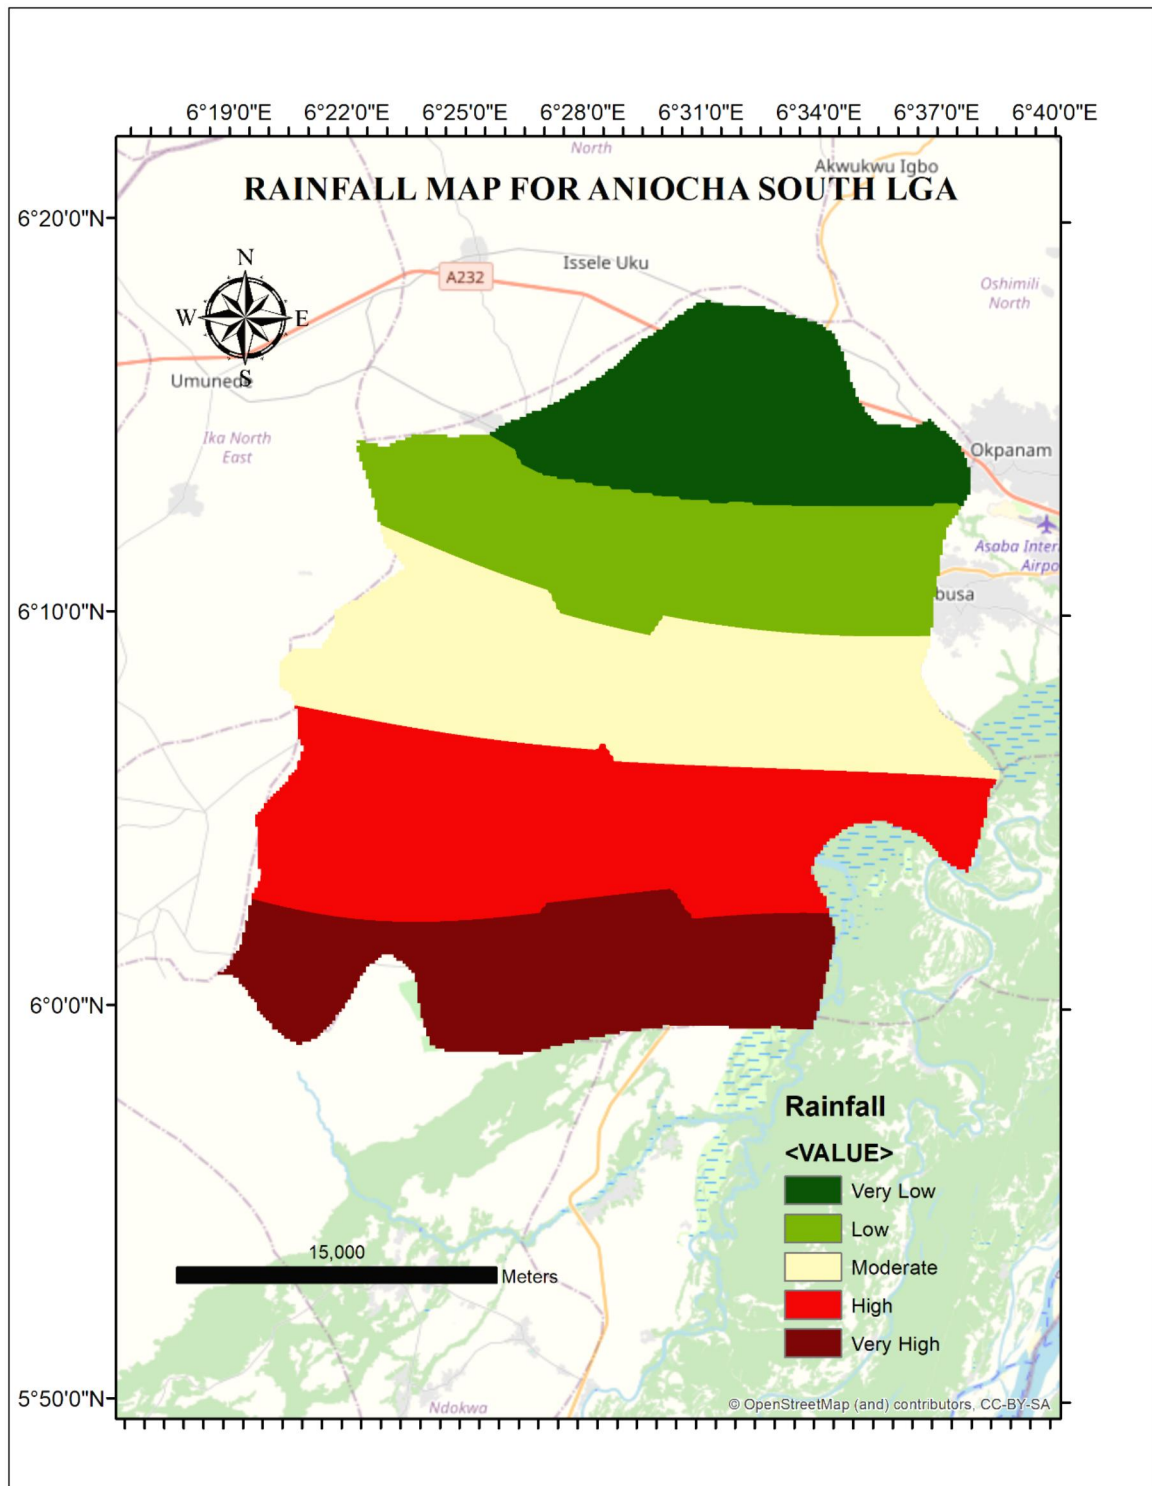 6°19'0"E 6°22'0"E 6°25'0"E 6°28'0"E 6°31'0"E 6°34'0"E 6°37'0"E 6°40'0"E
North
Akwukwu Igbo
RAINFALL MAP FOR ANIOCHA SOUTH LGA
6°20'0"N
N
Issele Uku
A232
Oshimili
North
W E
S
Umunede
Ika North
East
Okpanam
Asaba Inter
Airpo
busa
6°10'0"N
6°0'0"N
Rainfall
<VALUE>
Very Low
Low
Moderate
High
Very High
15,000
Meters
5°50'0"N
Ndokwa
© OpenStreetMap (and) contributors, CC-BY-SA